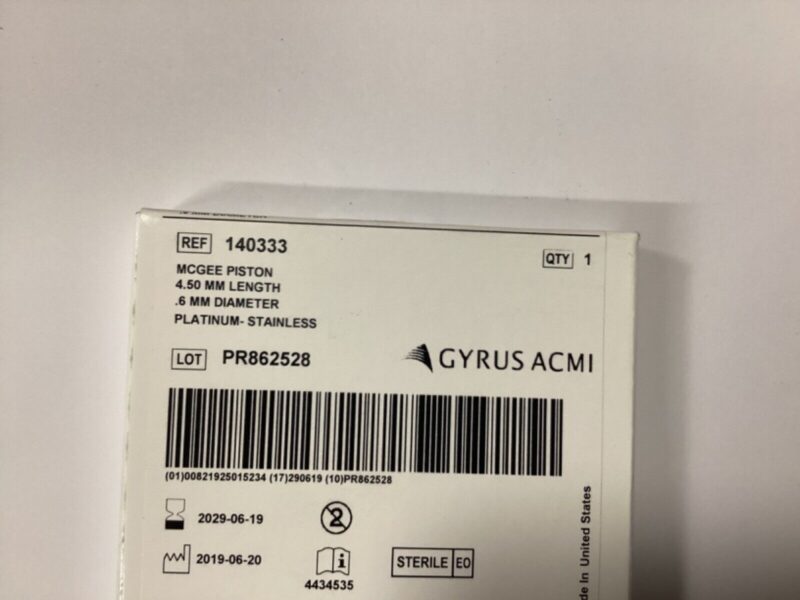 REF 140333
QTY 1
MCGEE PISTON
4.50 MM LENGTH
.6 MM DIAMETER
PLATINUM- STAINLESS
LOT PR862528
GYRUS ACMI
(01)00821925015234 (17)290619 (10)PR862528
2029-06-19
2
2019-06-20
i
4434535
STERILE EO
In United States